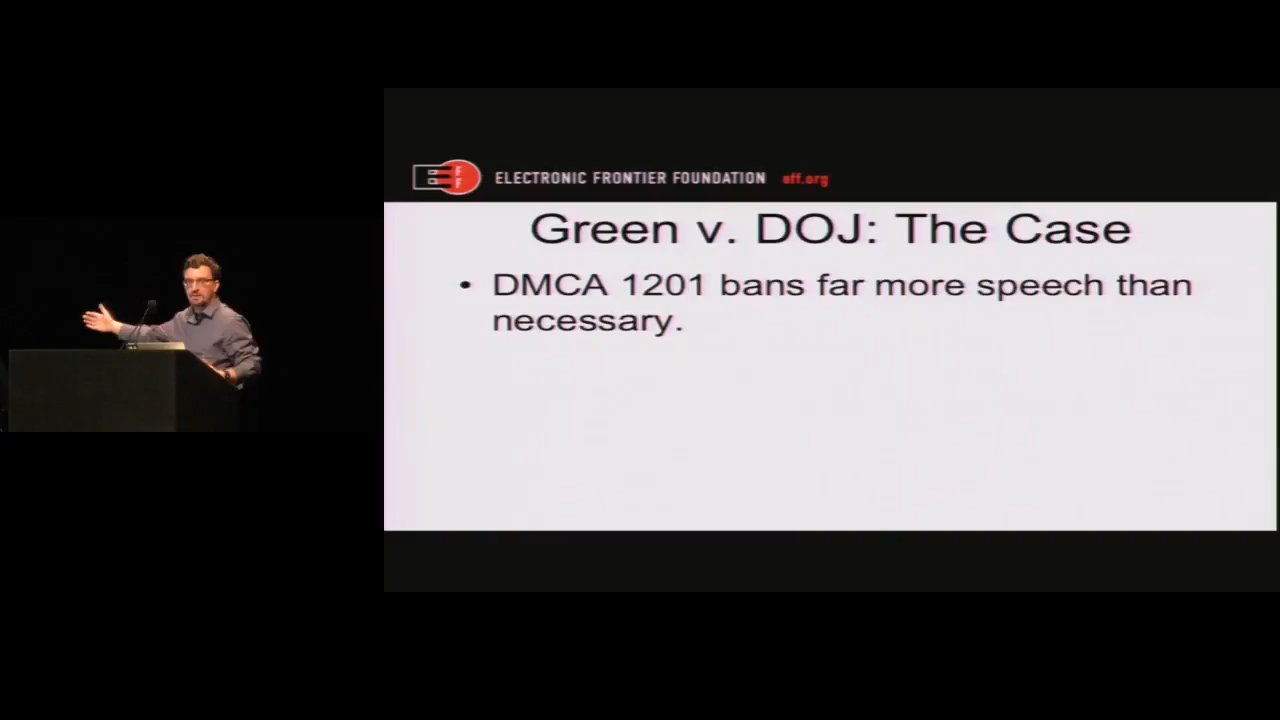 ELECTRONIC FRONTIER FOUNDATION eff.org
Green v. DOJ: The Case
• DMCA 1201 bans far more speech than
necessary.